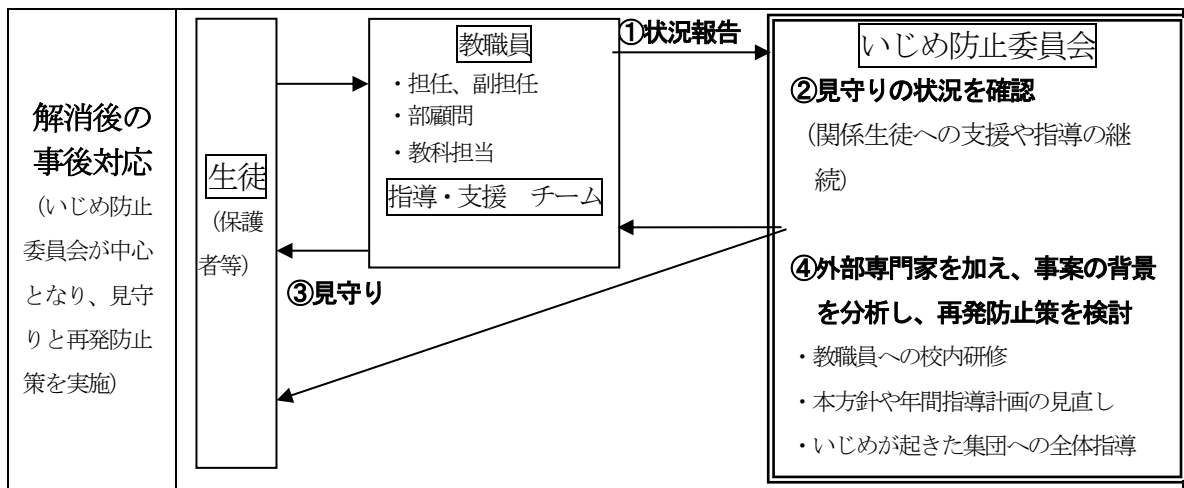 解消後の
事後対応
(いじめ防止
委員会が中心
となり、見守
りと再発防止
策を実施)
生徒
(保護
者等)
教職員
・担任、副担任
・部顧問
・教科担当
指導・支援　チーム
①状況報告
③見守り
いじめ防止委員会
②見守りの状況を確認
(関係生徒への支援や指導の継
続)
④外部専門家を加え、事案の背景
を分析し、再発防止策を検討
・教職員への校内研修
・本方針や年間指導計画の見直し
・いじめが起きた集団への全体指導